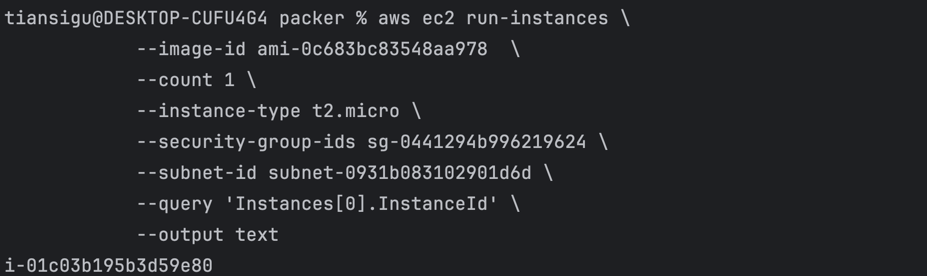 tiansigu@DESKTOP-CUFU4G4 packer % aws ec2 run-instances \
--image-id ami-0c683bc83548aa978  \
--count 1 \
--instance-type t2.micro \
--security-group-ids sg-0441294b996219624 \
--subnet-id subnet-0931b083102901d6d \
--query 'Instances[0].InstanceId' \
--output text
i-01c03b195b3d59e80